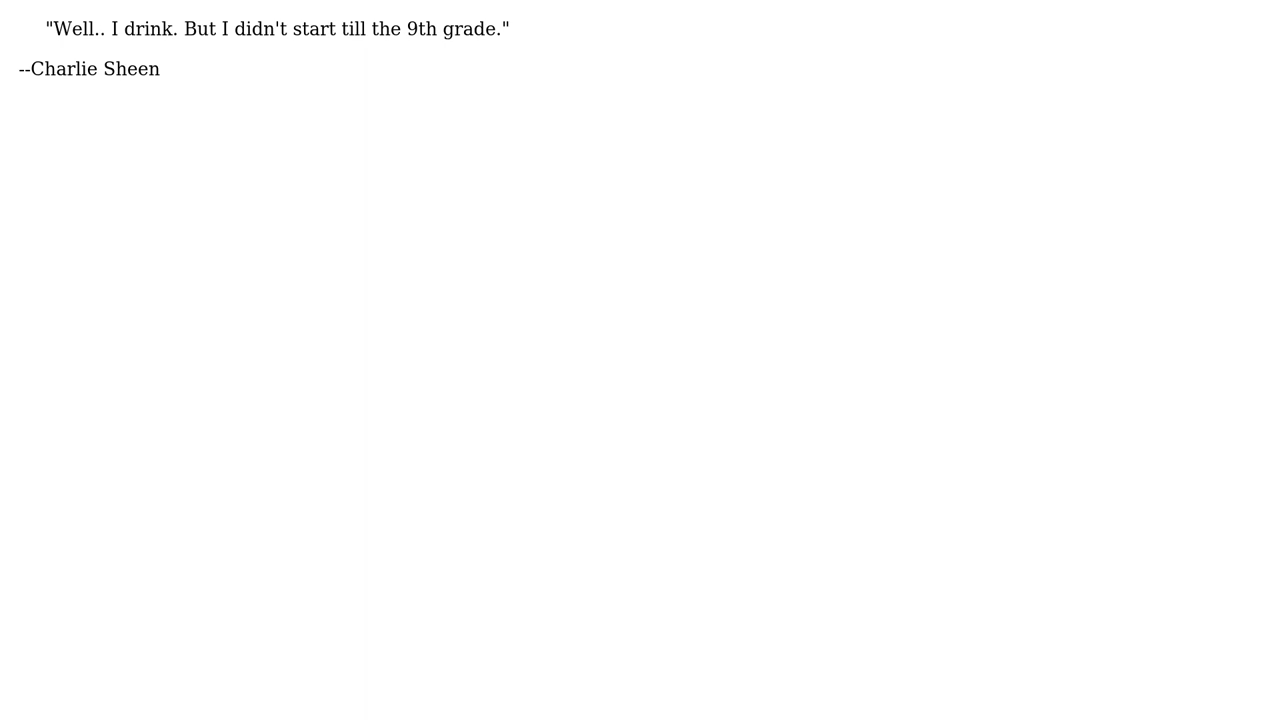 "Well.. I drink. But I didn't start till the 9th grade."
--Charlie Sheen